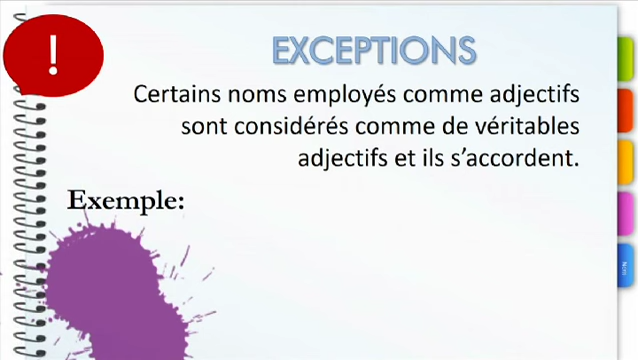 !
EXCEPTIONS
Certains noms employés comme adjectifs
sont considérés comme de véritables
adjectifs et ils s'accordent.
Exemple: